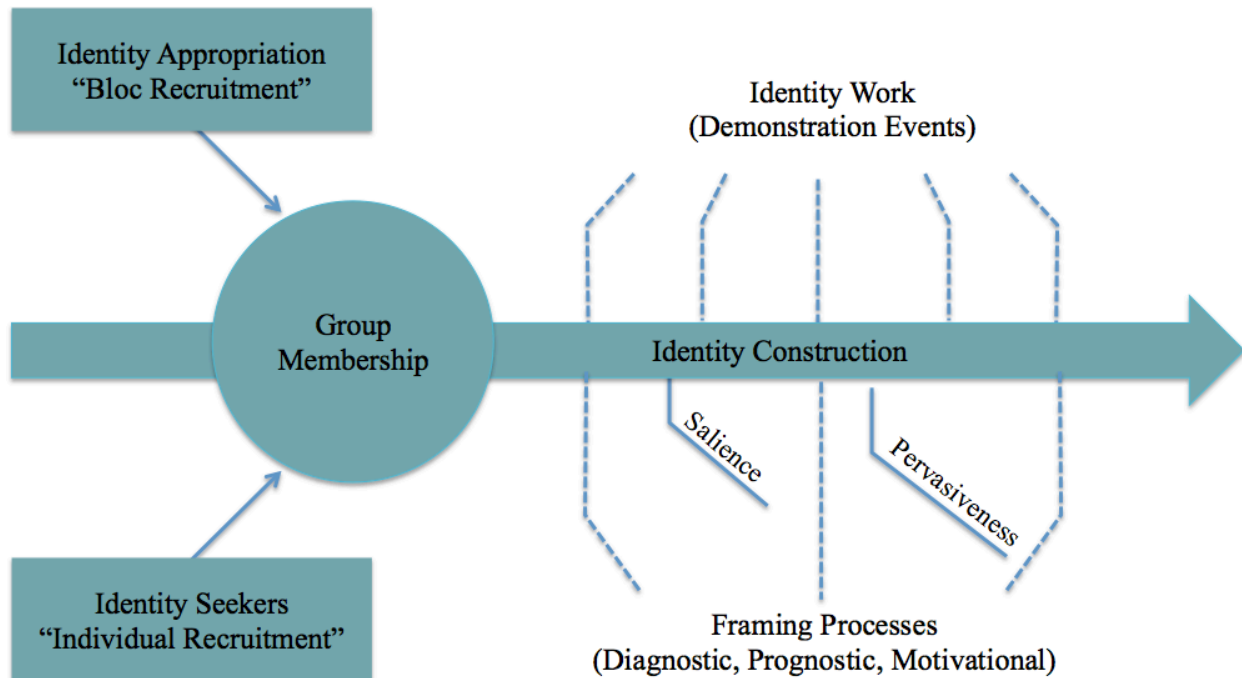 Identity Appropriation
“Bloc Recruitment”
Identity Work
(Demonstration Events)
Group
Membership
Identity Construction
Salience
Pervasiveness
Identity Seekers
“Individual Recruitment”
Framing Processes
(Diagnostic, Prognostic, Motivational)